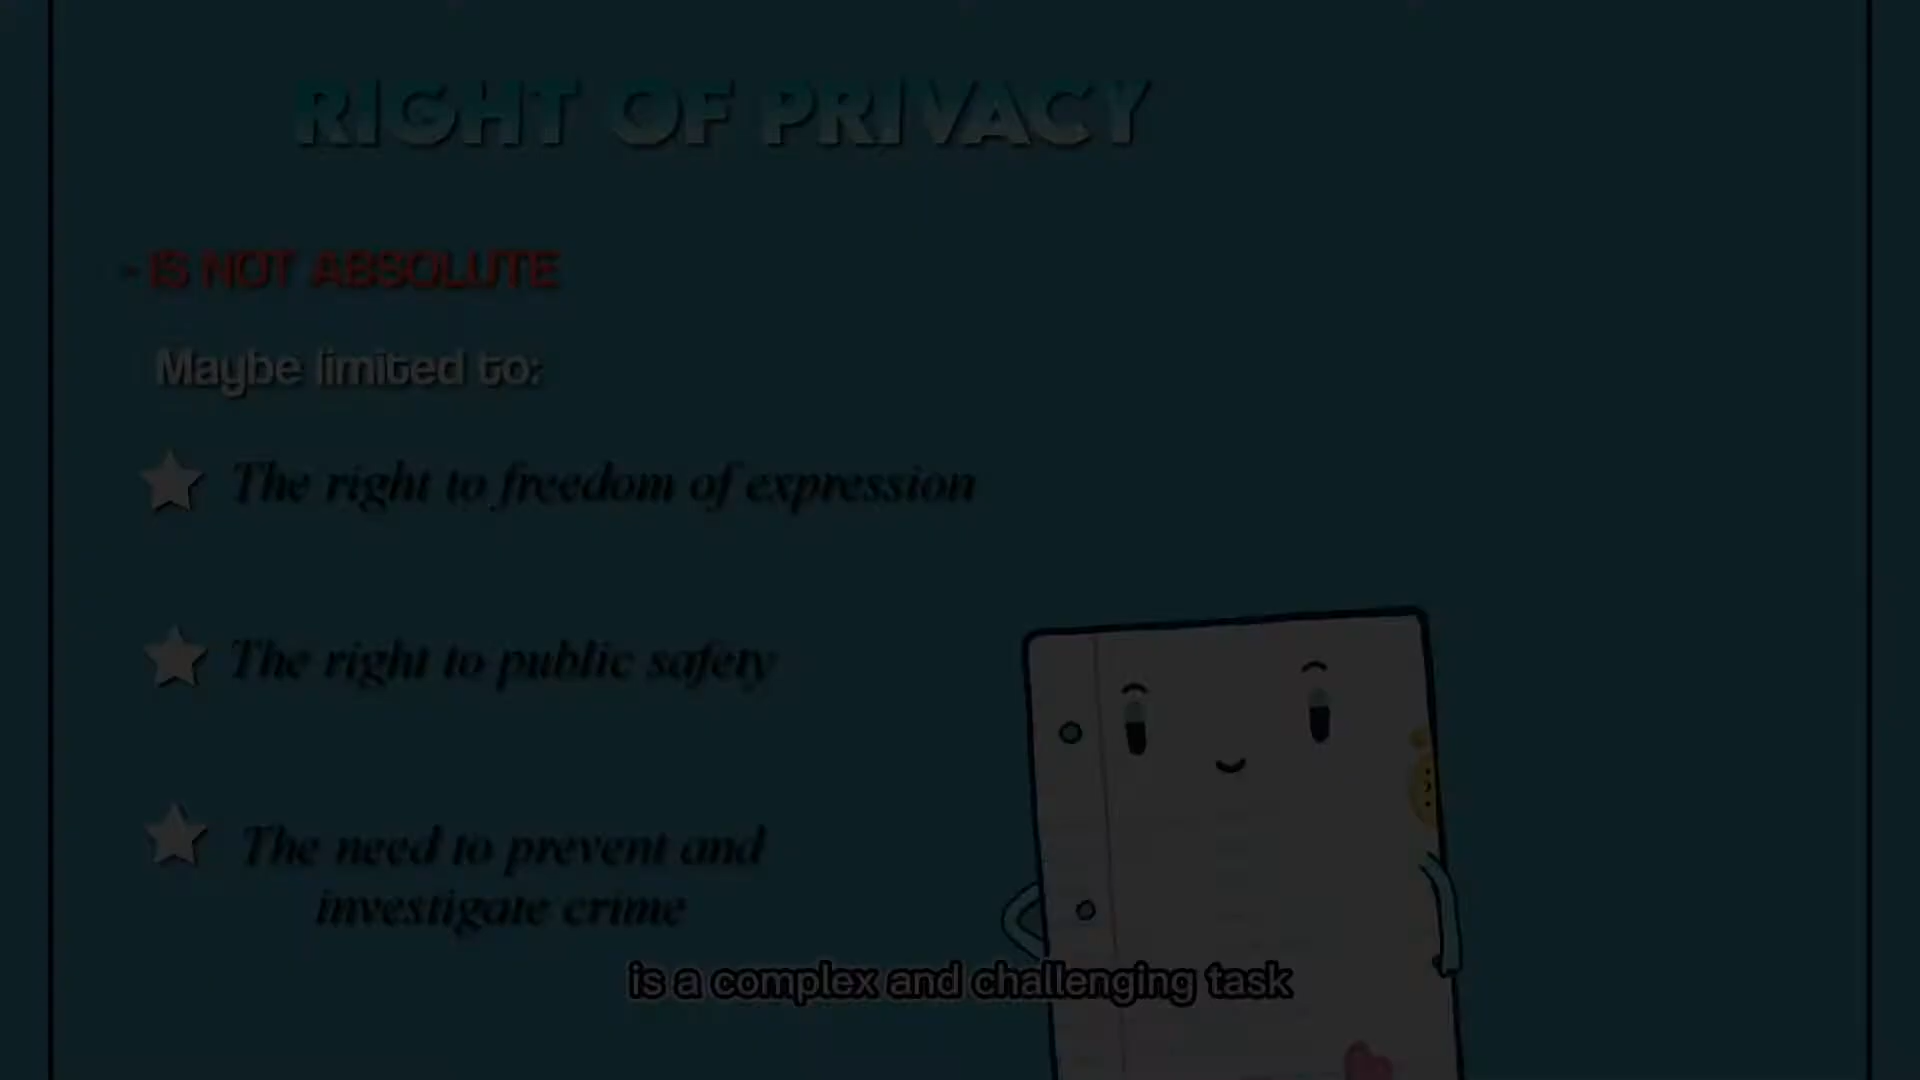 RIGHT OF PRIVACY
- IS NOT ABSOLUTE
Maybe limited to:
The right to freedom of expression
The right to public safety
The need to prevent and
investigate crime
is a complex and challenging task